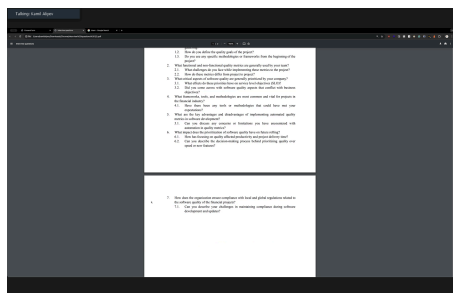 Talking: Kamil Aliyev
1.2. How do you define the quality goals of the project?
1.3. Do you use any specific methodologies or frameworks from the beginning of the
project?
2. What functional and non-functional quality metrics are generally used by your team?
2.1. What challenges do you face while implementing these metrics on the project?
2.2. How do these metrics differ from project to project?
3. What critical aspects of software quality are generally prioritized by your company?
3.1. What effects do these priorities have on service level objectives (SLO)?
3.2. Did you come across with software quality aspects that conflict with business
objectives?
4. What frameworks, tools, and methodologies are most common and vital for projects in
the financial industry?
4.1. Have there been any tools or methodologies that could have met your
expectations?
5. What are the key advantages and disadvantages of implementing automated quality
metrics in software development?
5.1. Can you discuss any concerns or limitations you have encountered with
automation in quality metrics?
6. What impact does the prioritization of software quality have on future selling?
6.1. How has focusing on quality affected productivity and project delivery time?
6.2. Can you describe the decision-making process behind prioritizing quality over
speed or new features?
7. How does the organization ensure compliance with local and global regulations related to
the software quality of the financial projects?
7.1. Can you describe your challenges in maintaining compliance during software
development and updates?